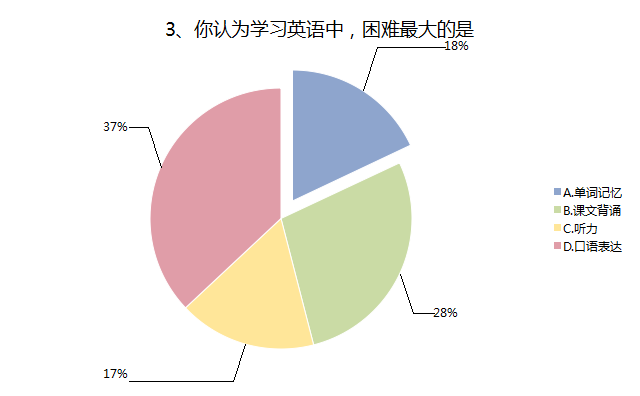 3、你认为学习英语中，困难最大的是
18%
37%
A.单词记忆
B.课文背诵
C.听力
D.口语表达
28%
17%